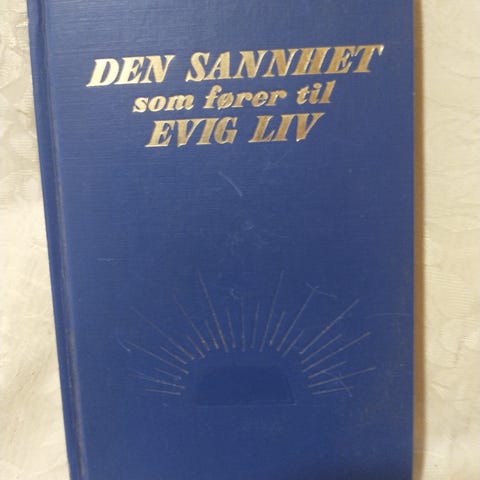 DEN SANNHET
som fører til
EVIG LIV